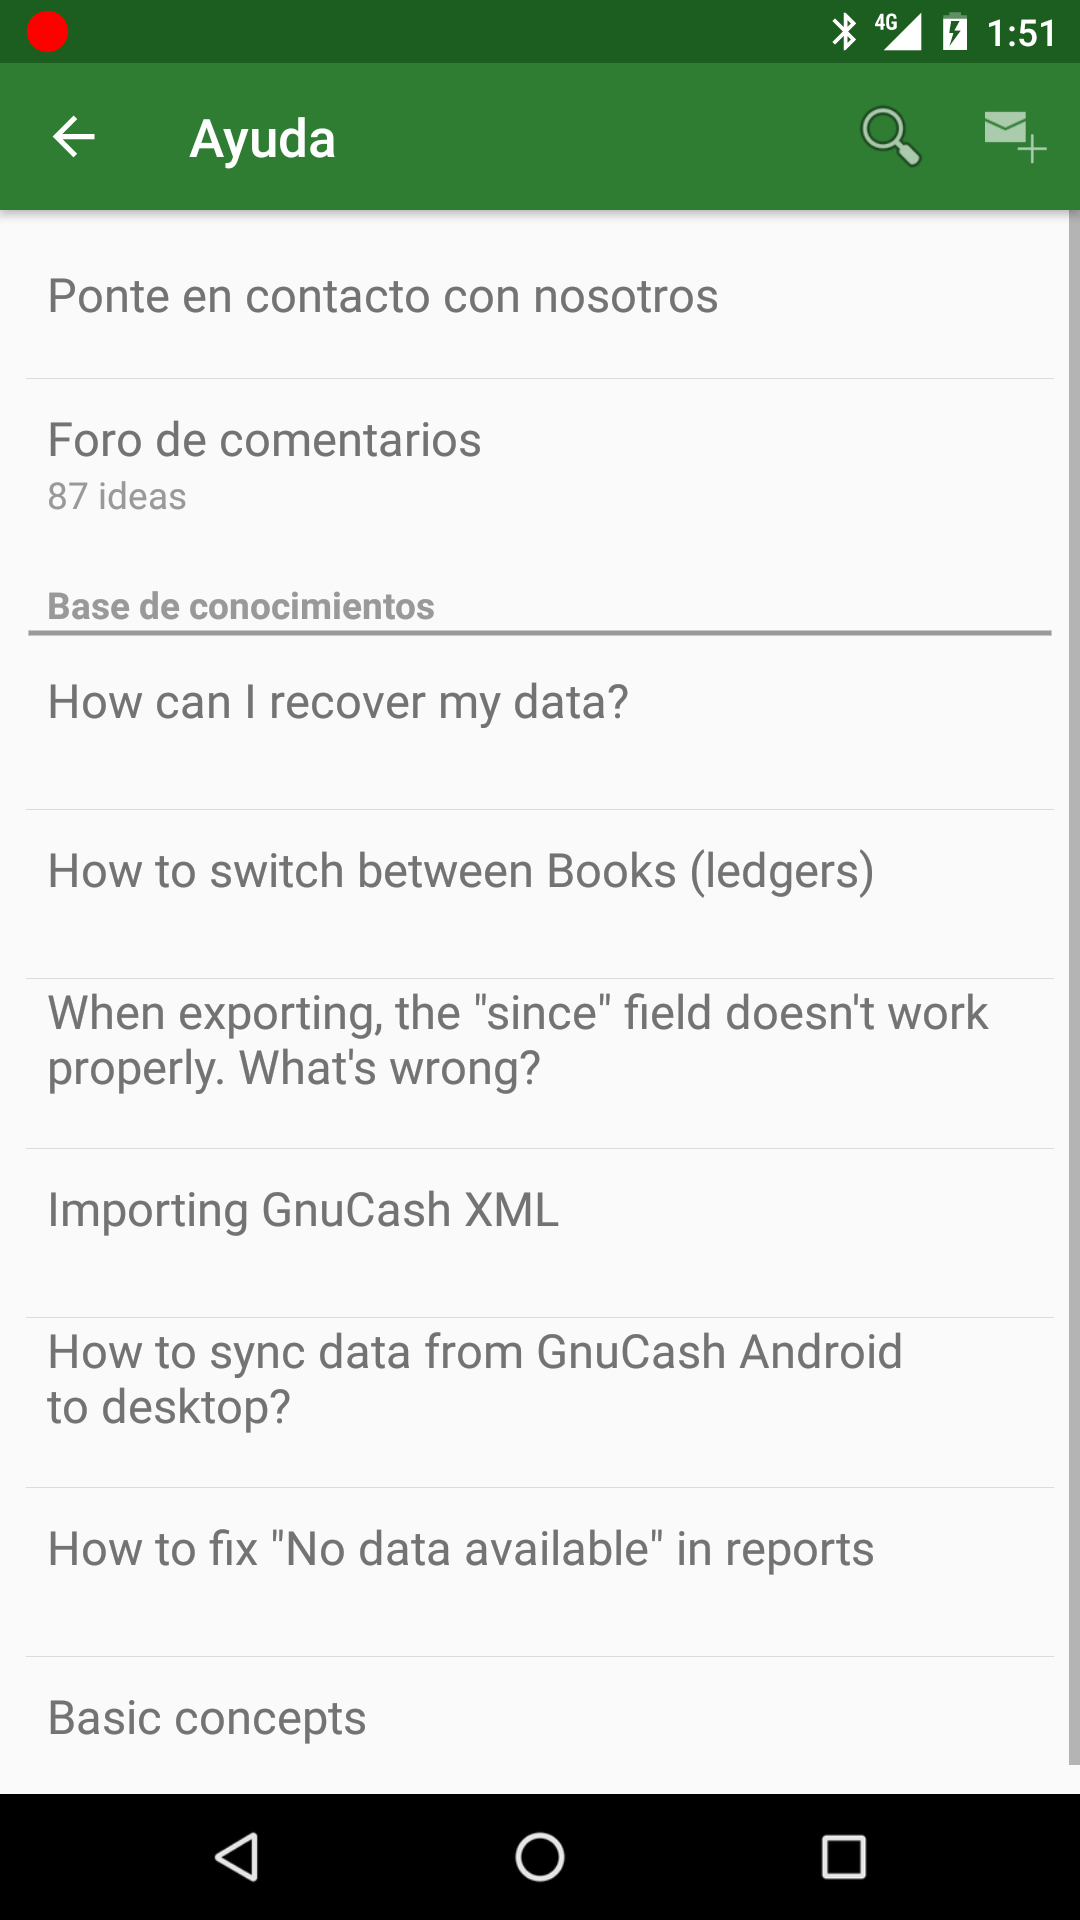 4G 1:51
Ayuda
Ponte en contacto con nosotros
Foro de comentarios
87 ideas
Base de conocimientos
How can I recover my data?
How to switch between Books (ledgers)
When exporting, the "since" field doesn't work
properly. What's wrong?
Importing GnuCash XML
How to sync data from GnuCash Android
to desktop?
How to fix "No data available" in reports
Basic concepts